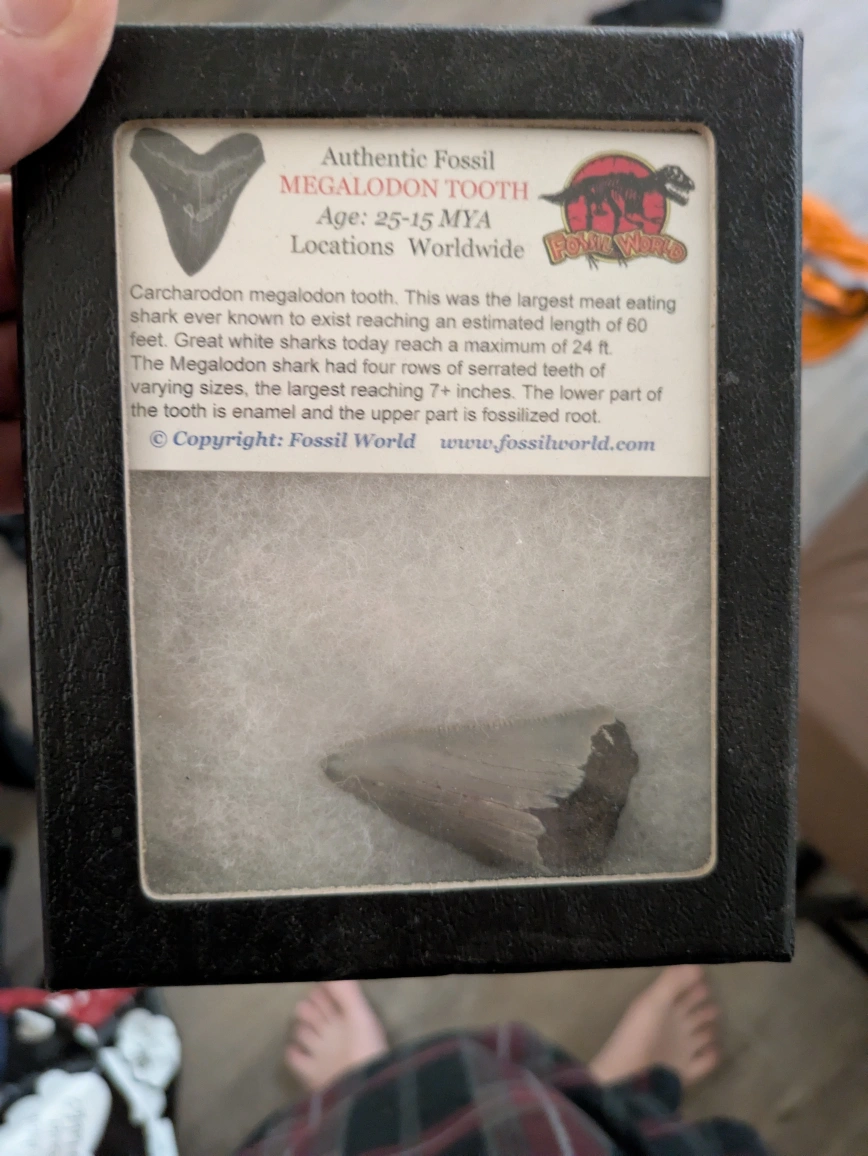 Authentic Fossil
MEGALODON TOOTH
Age: 25-15 MYA
Locations Worldwide
FOSSIL WORLD
Carcharodon megalodon tooth. This was the largest meat eating
shark ever known to exist reaching an estimated length of 60
feet. Great white sharks today reach a maximum of 24 ft.
The Megalodon shark had four rows of serrated teeth of
varying sizes, the largest reaching 7+ inches. The lower part of
the tooth is enamel and the upper part is fossilized root.
© Copyright: Fossil World www.fossilworld.com